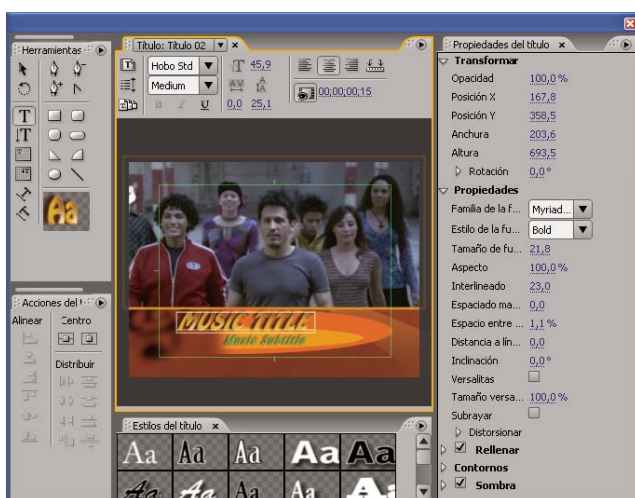 Herramientas
T
T
Acciones del t
Alinear
Centro
Distribuir
Título: Título 02
Hobo Std
45,9
Medium
B I U
0,0 25,1
00;00;00;15
MUSIC TITLE
Music Subtitle
Estilos del título
Aa Aa Aa Aa Aa
Aa Aa Aa Aa Aa
Propiedades del título
Transformar
Opacidad 100,0 %
Posición X 167,8
Posición Y 358,5
Anchura 203,6
Altura 693,5
Rotación 0,0 °
Propiedades
Familia de la f... Myriad...
Estilo de la fu... Bold
Tamaño de fu... 21,8
Aspecto 100,0 %
Interlineado 23,0
Espaciado ma... 0,0
Espacio entre ... 1,1 %
Distancia a lín... 0,0
Inclinación 0,0 °
Versalitas
Tamaño versa... 100,0 %
Subrayar
Distorsionar
Rellenar
Contornos
Sombra